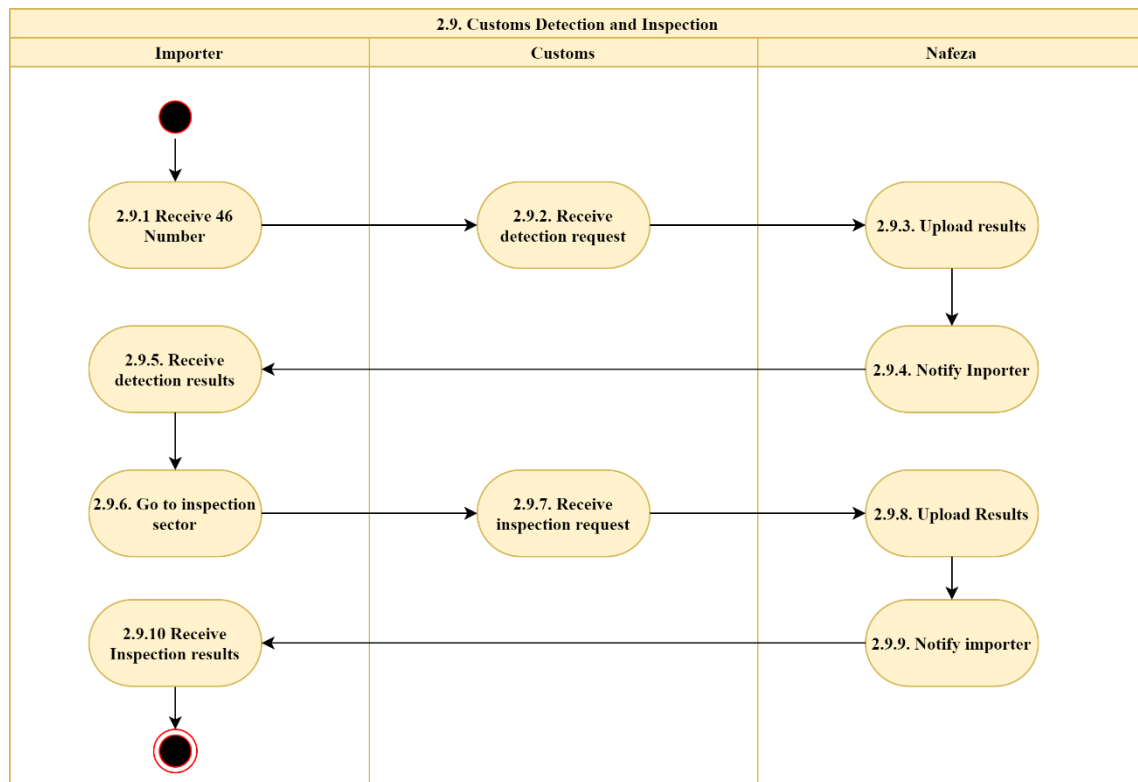 2.9. Customs Detection and Inspection
Importer
Customs
Nafeza
2.9.1 Receive 46
Number
2.9.2. Receive
detection request
2.9.3. Upload results
2.9.5. Receive
detection results
2.9.4. Notify Inporter
2.9.6. Go to inspection
sector
2.9.7. Receive
inspection request
2.9.8. Upload Results
2.9.10 Receive
Inspection results
2.9.9. Notify importer